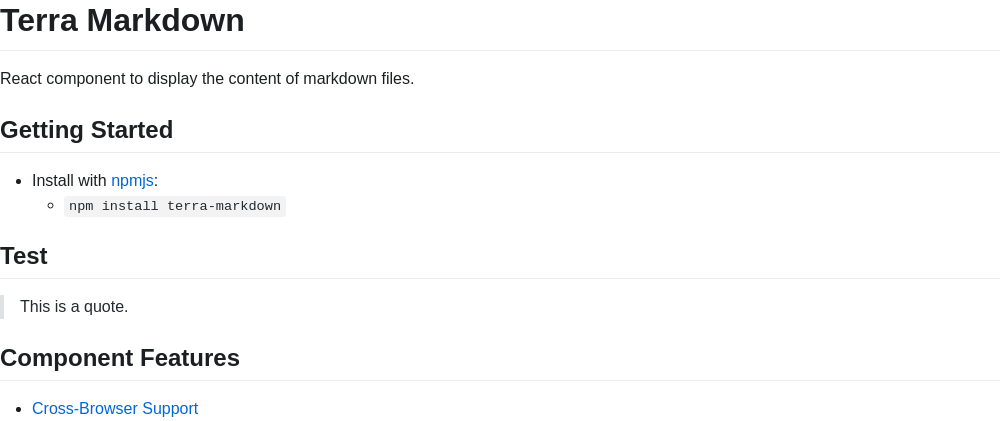 Terra Markdown
React component to display the content of markdown files.
Getting Started
Install with npmjs:
npm install terra-markdown
Test
This is a quote.
Component Features
Cross-Browser Support